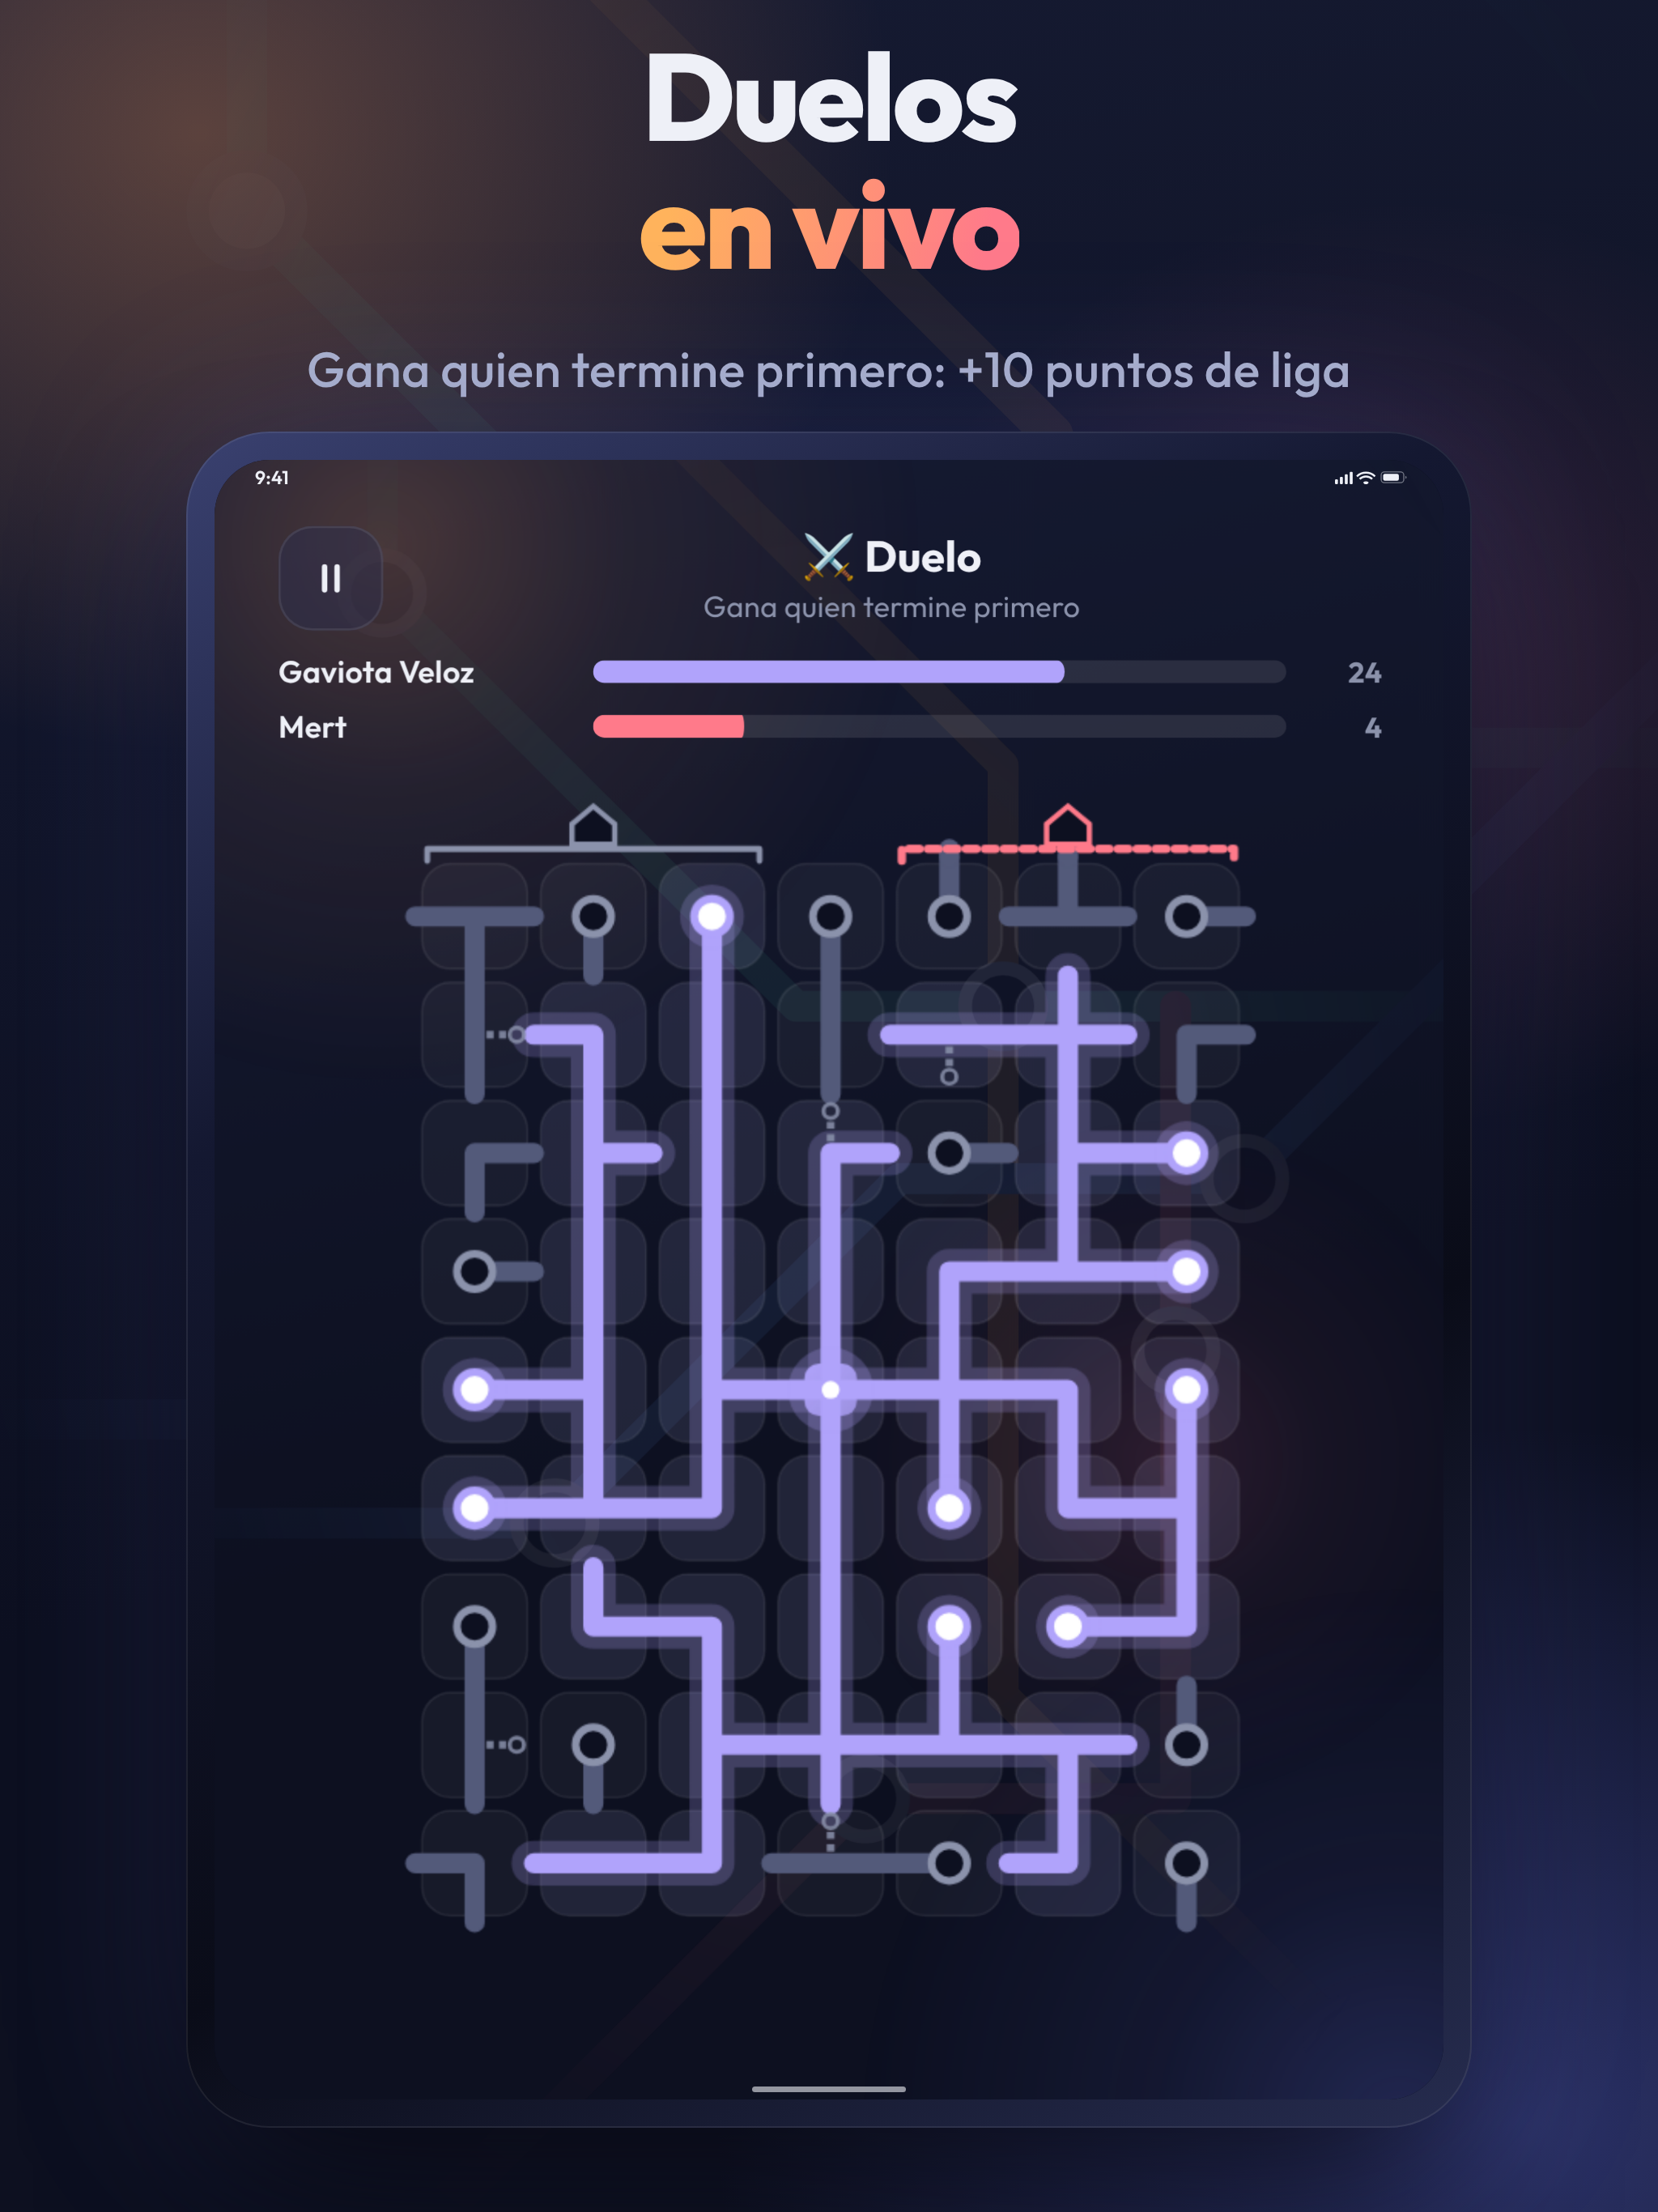 Duelos
en vivo
Gana quien termine primero: +10 puntos de liga
9:41
⚔️ Duelo
Gana quien termine primero
Gaviota Veloz 24
Mert 4